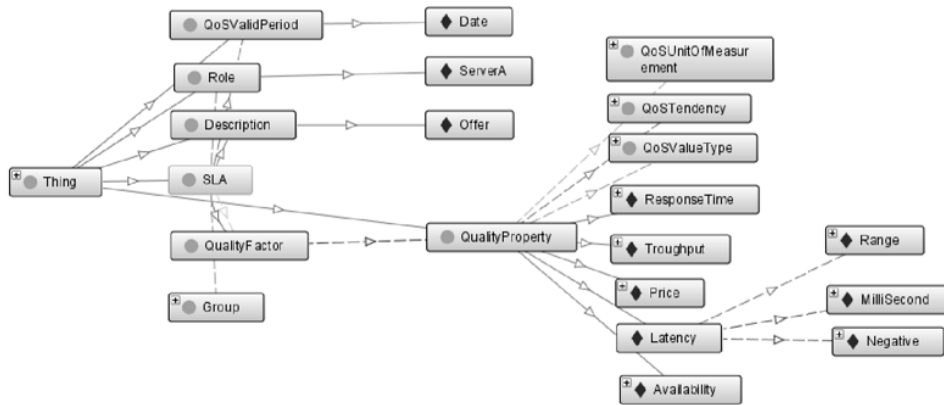 QoSValidPeriod
Date
Role
ServerA
Description
Offer
Thing
SLA
QualityFactor
Group
QualityProperty
QoSUnitOfMeasur
ement
QoSTendency
QoSValueType
ResponseTime
Troughput
Price
Latency
Availability
Range
MilliSecond
Negative